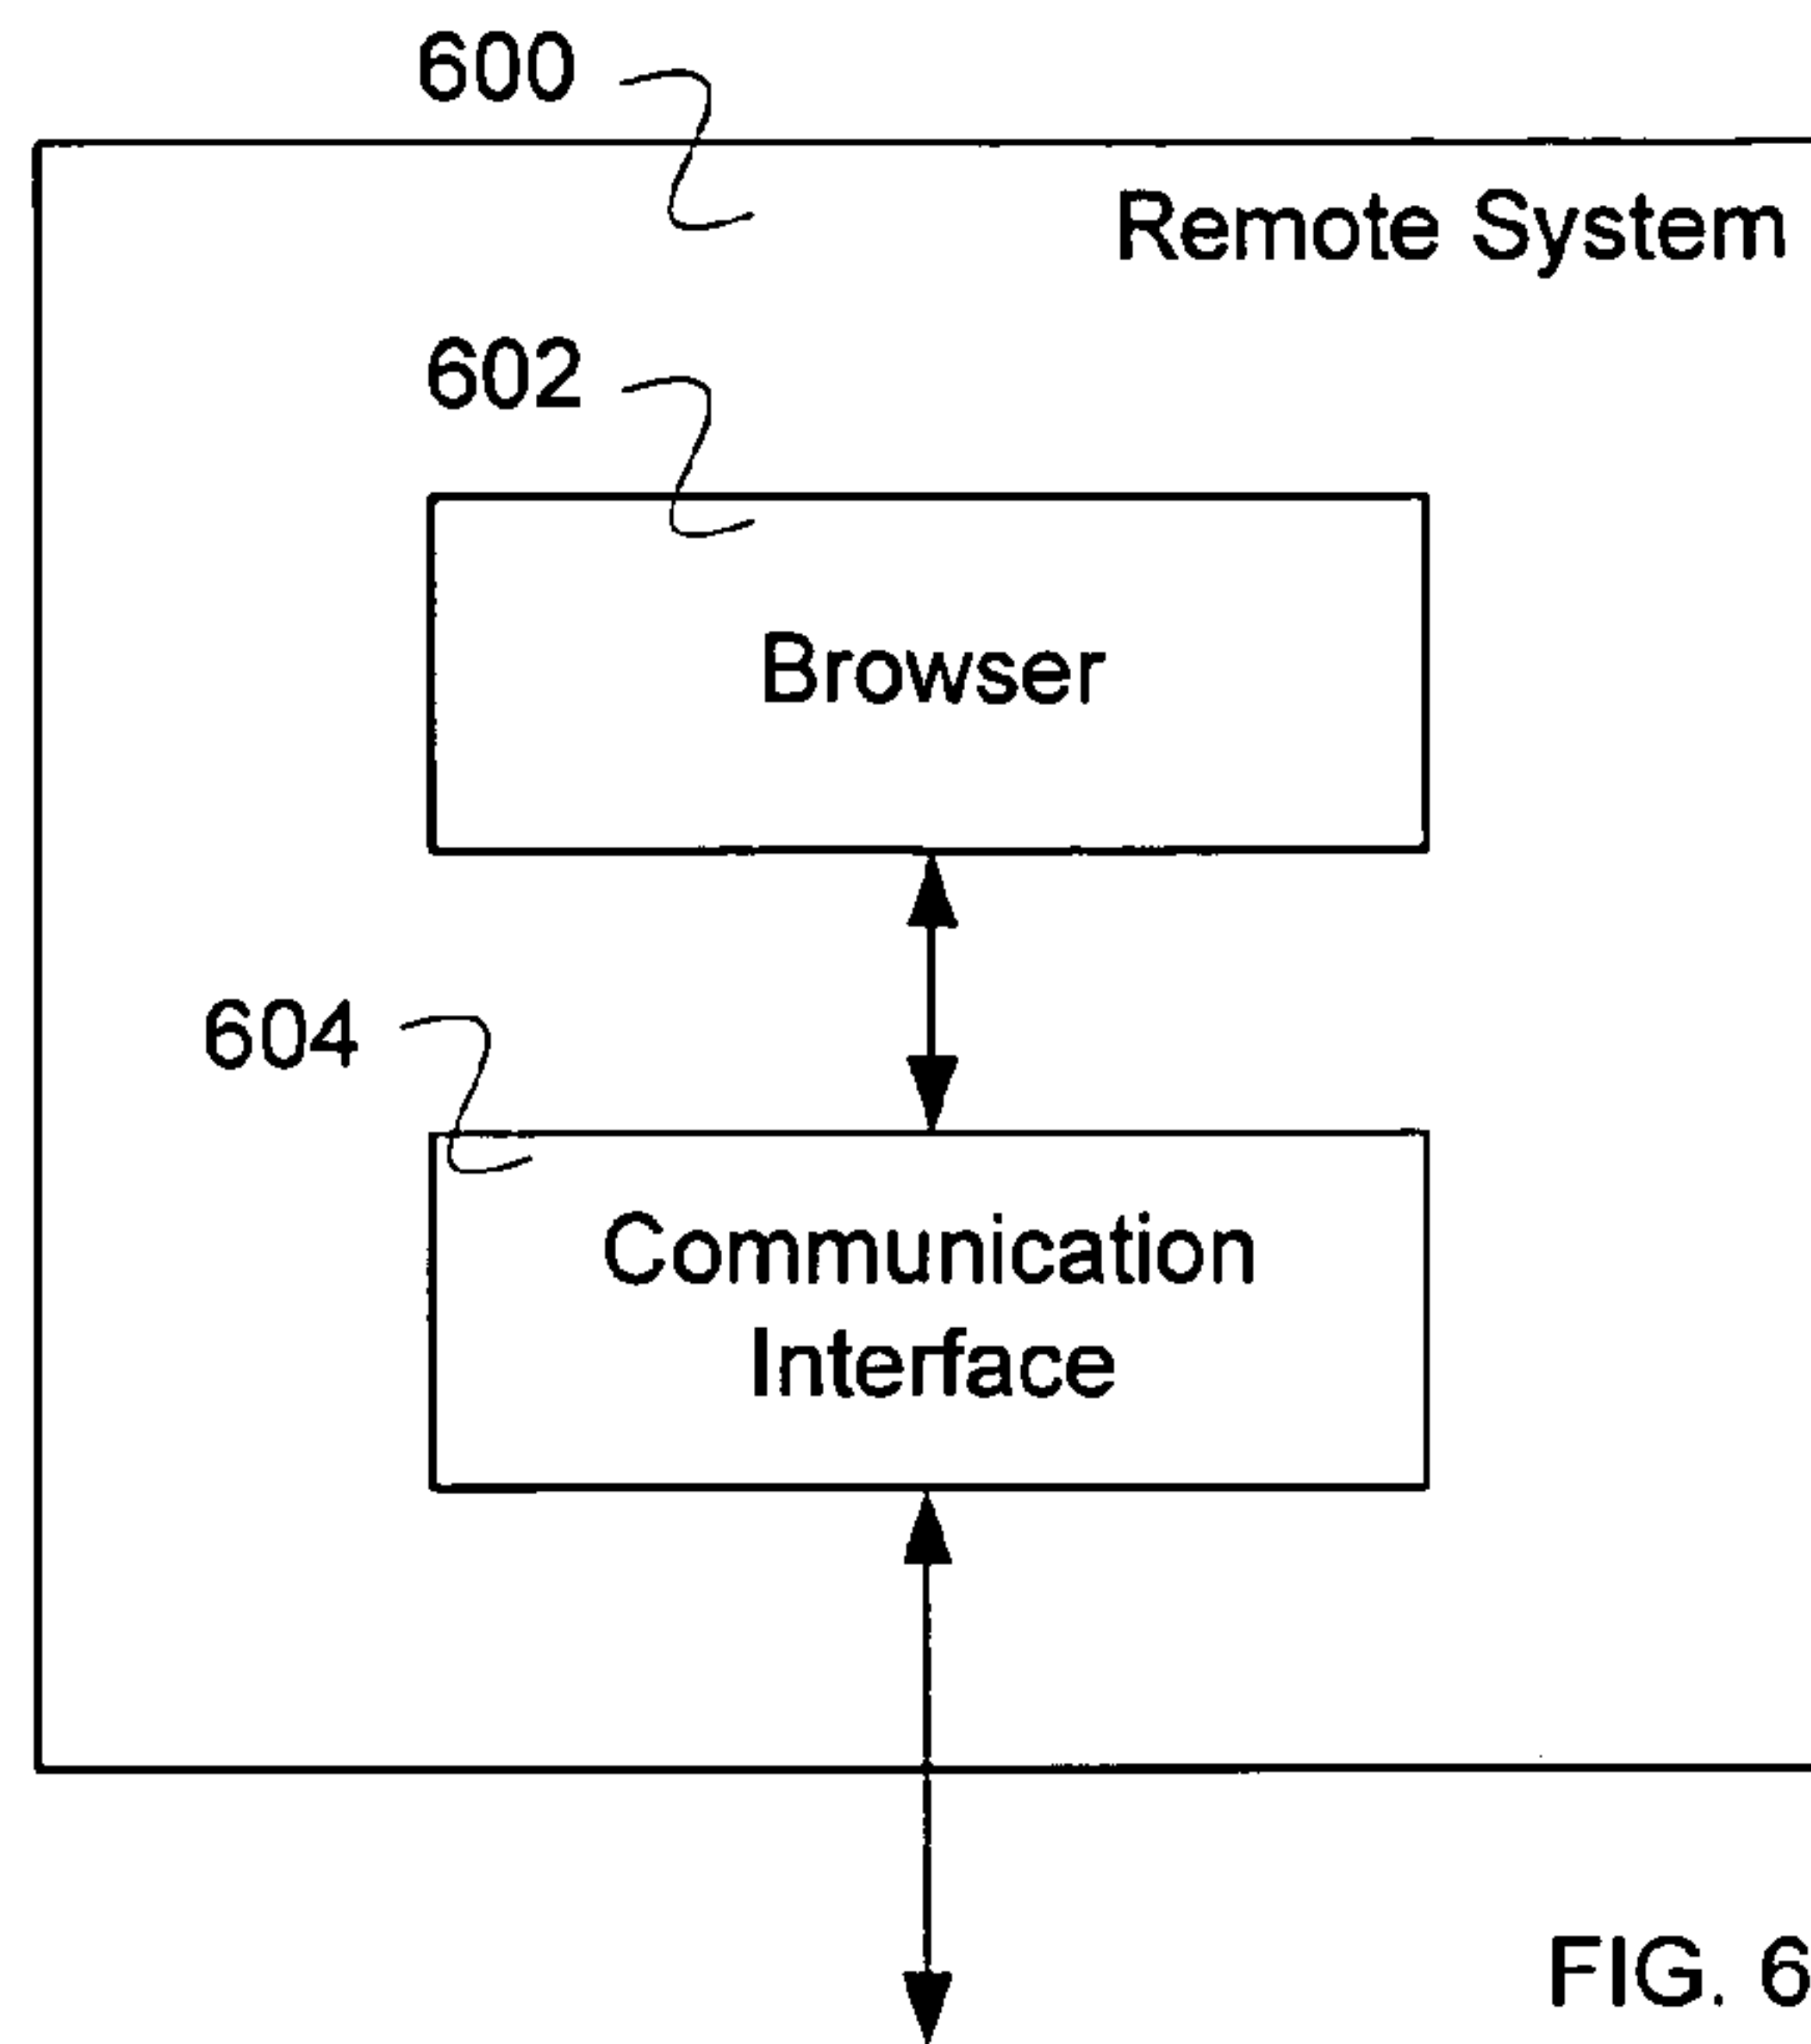 600
Remote System
602
Browser
604
Communication
Interface
FIG. 6